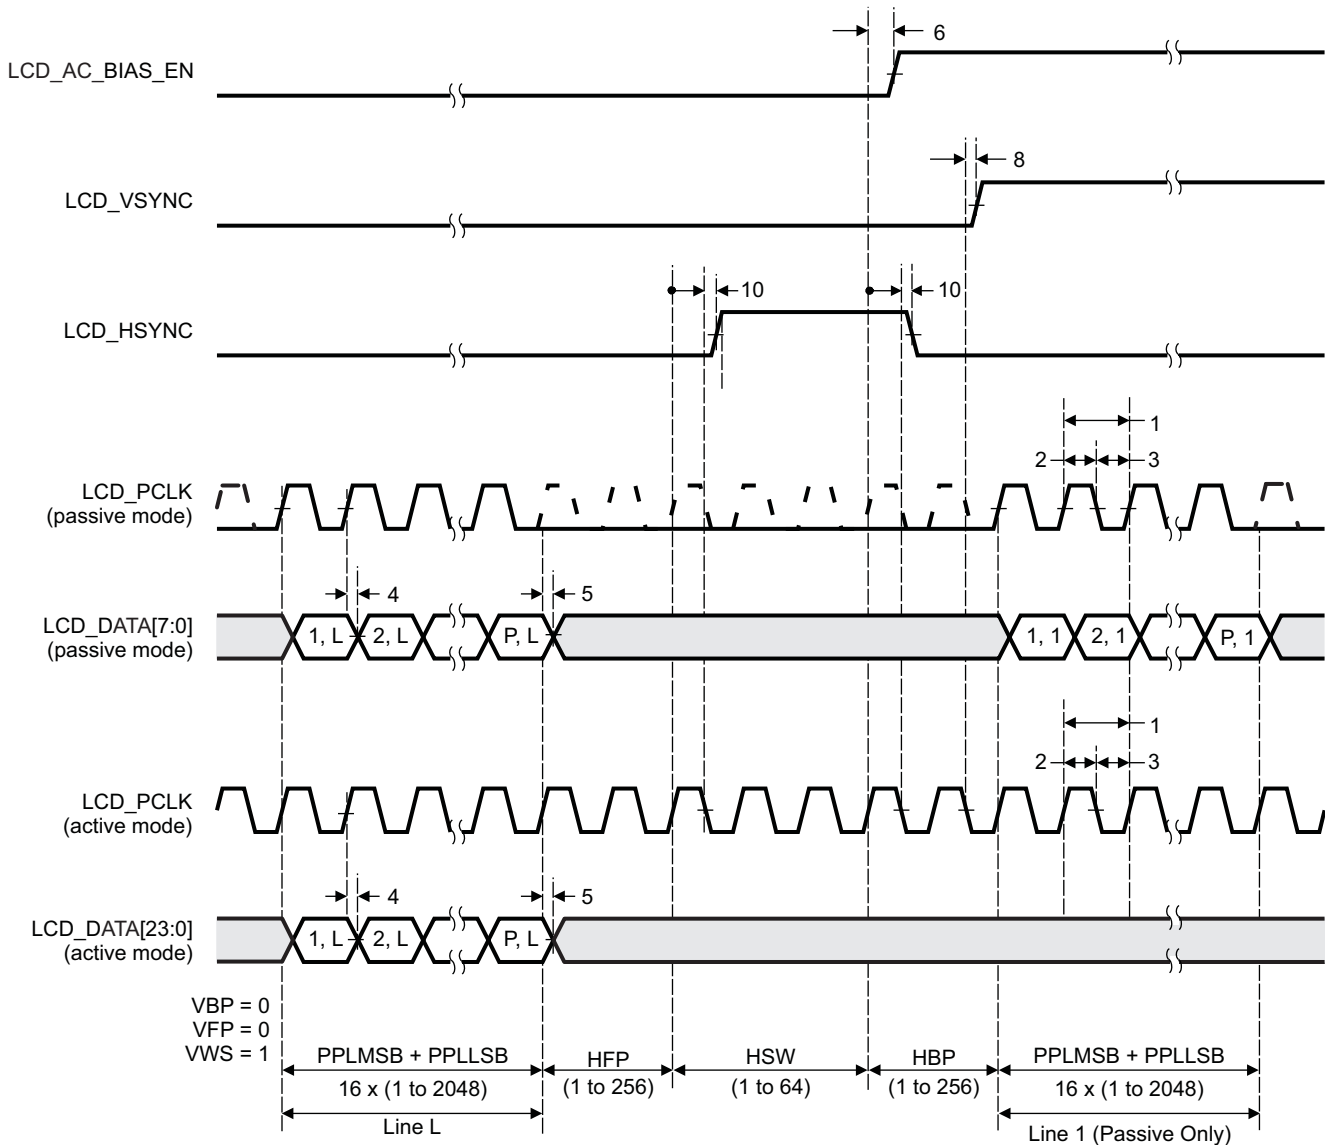 6
LCD_AC_BIAS_EN
8
LCD_VSYNC
10
10
LCD_HSYNC
1
2
3
LCD_PCLK
(passive mode)
4
5
LCD_DATA[7:0]
(passive mode)
1, L
2, L
P, L
1, 1
2, 1
P, 1
1
2
3
LCD_PCLK
(active mode)
4
5
LCD_DATA[23:0]
(active mode)
1, L
2, L
P, L
VBP = 0
VFP = 0
VWS = 1
PPLMSB + PPLLSB
16 x (1 to 2048)
Line L
HFP
(1 to 256)
HSW
(1 to 64)
HBP
(1 to 256)
PPLMSB + PPLLSB
16 x (1 to 2048)
Line 1 (Passive Only)